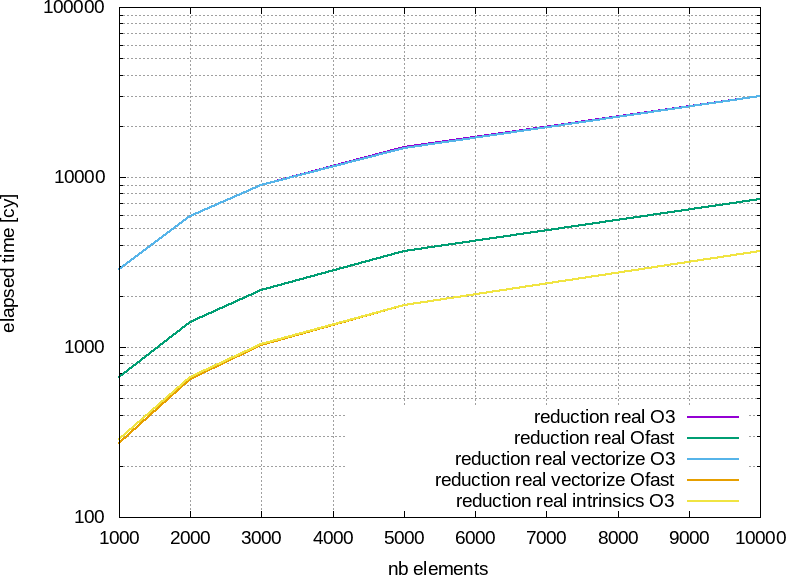 100000
10000
1000
100
elapsed time [cy]
reduction real O3
reduction real Ofast
reduction real vectorize O3
reduction real vectorize Ofast
reduction real intrinsics O3
1000 2000 3000 4000 5000 6000 7000 8000 9000 10000
nb elements